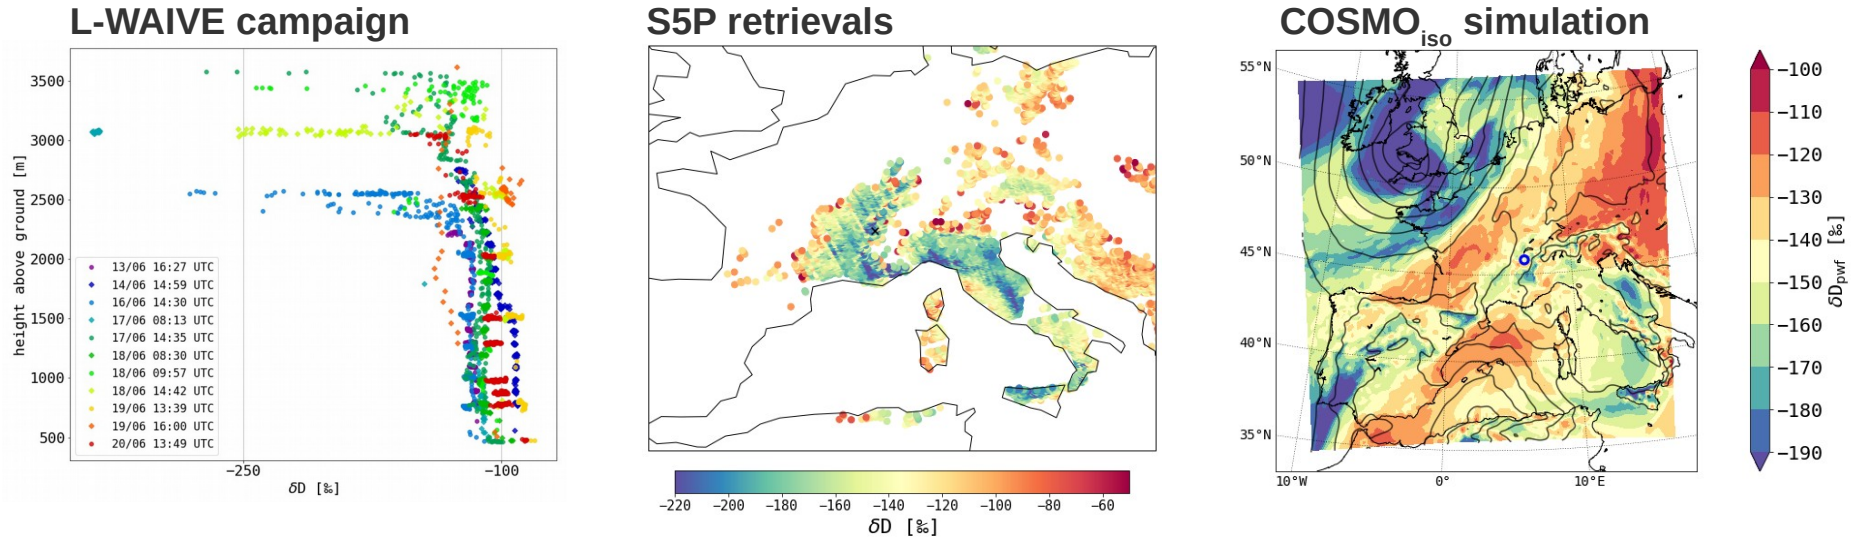 L-WAIVE campaign
3500
3000
2500
2000
1500
1000
500
height above ground [m]
13/06 16:27 UTC
14/06 14:59 UTC
16/06 14:30 UTC
17/06 08:13 UTC
17/06 14:35 UTC
18/06 08:30 UTC
18/06 09:57 UTC
18/06 14:42 UTC
19/06 13:39 UTC
19/06 16:00 UTC
20/06 13:49 UTC
−250 −100
δD [‰]
S5P retrievals
−220 −200 −180 −160 −140 −120 −100 −80 −60
δD [‰]
COSMOiso simulation
55°N
50°N
45°N
40°N
35°N
10°W 0° 10°E
−100
−110
−120
−130
−140
−150
−160
−170
−180
−190
δDpwf [‰]